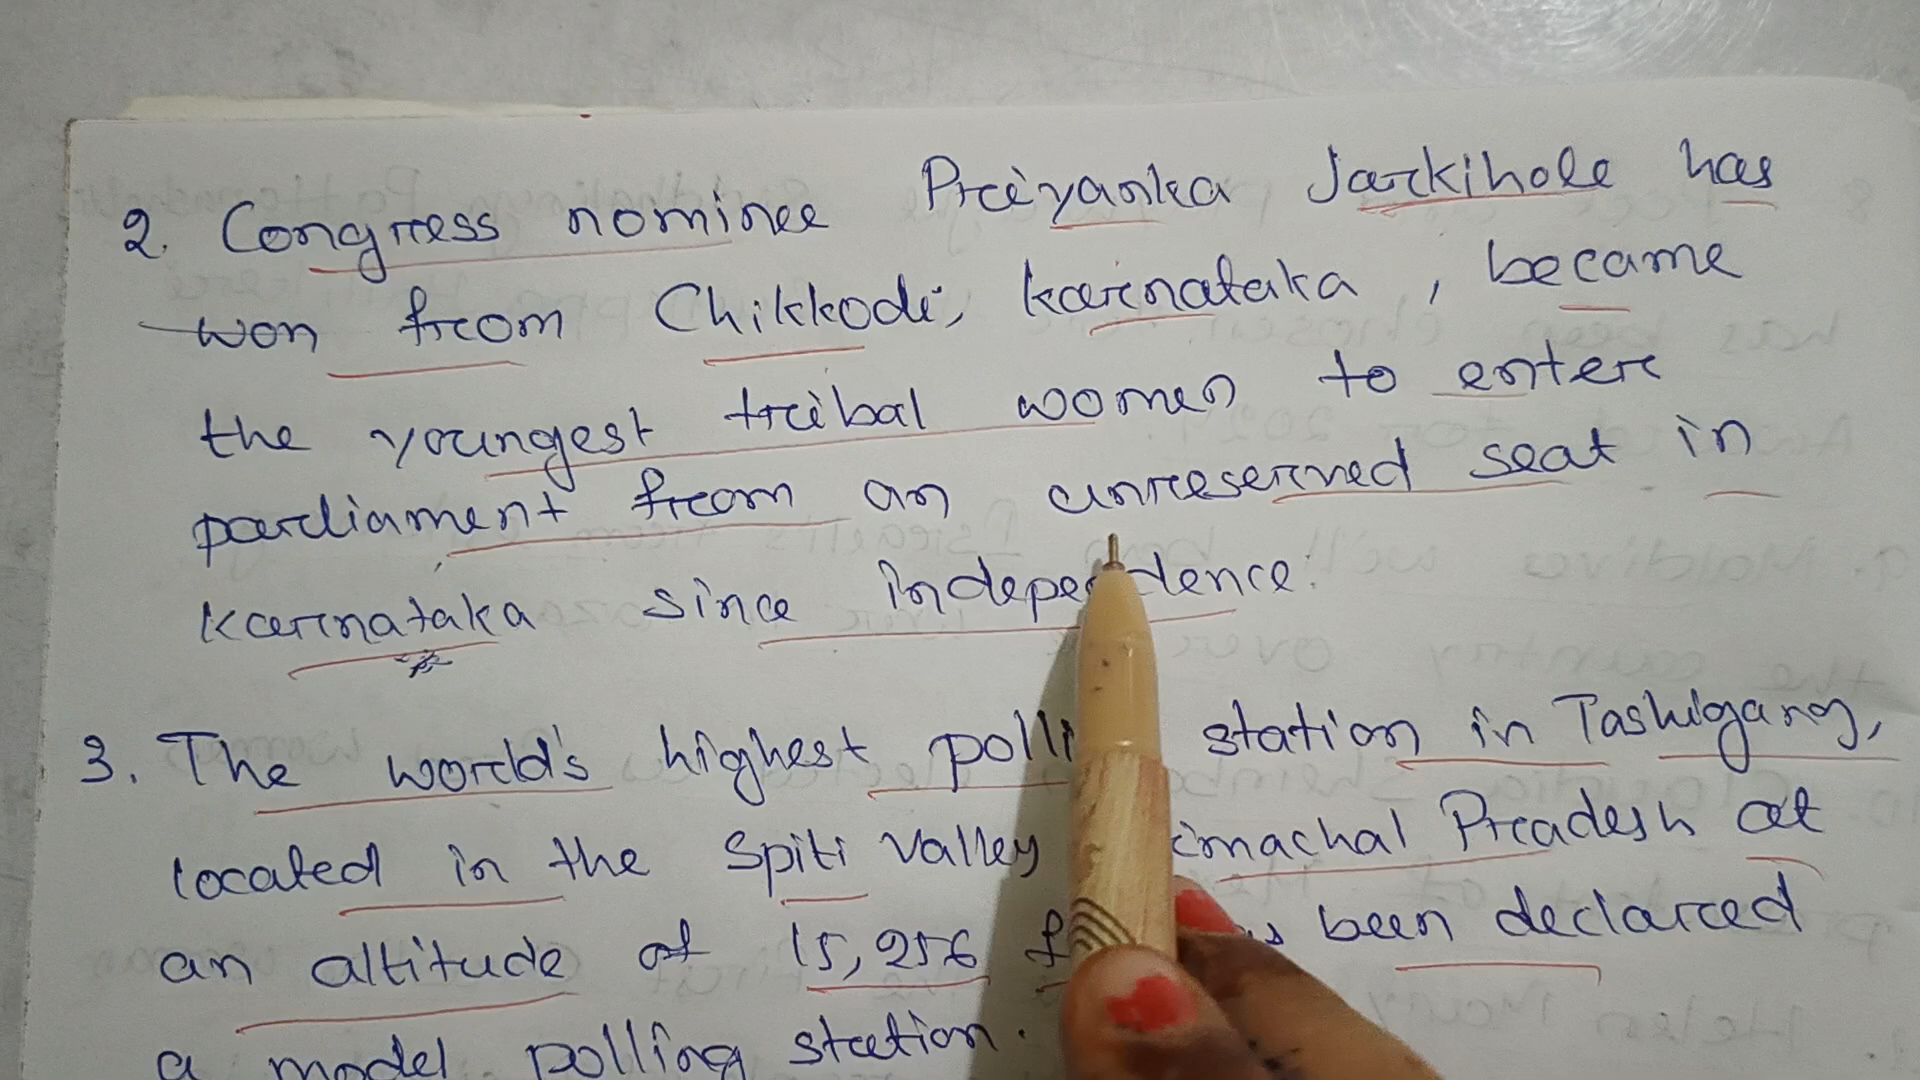 2. Congress nominee Priyanka Jarkihole has
won from Chikkodi, Karnataka, became
the youngest tribal women to enter
parliament from an unreserved seat in
Karnataka since independence.
3. The world's highest station in Tashigang,
located in the Spiti Valley Pradesh at
an altitude of 15,256 been declared
a model polling station.